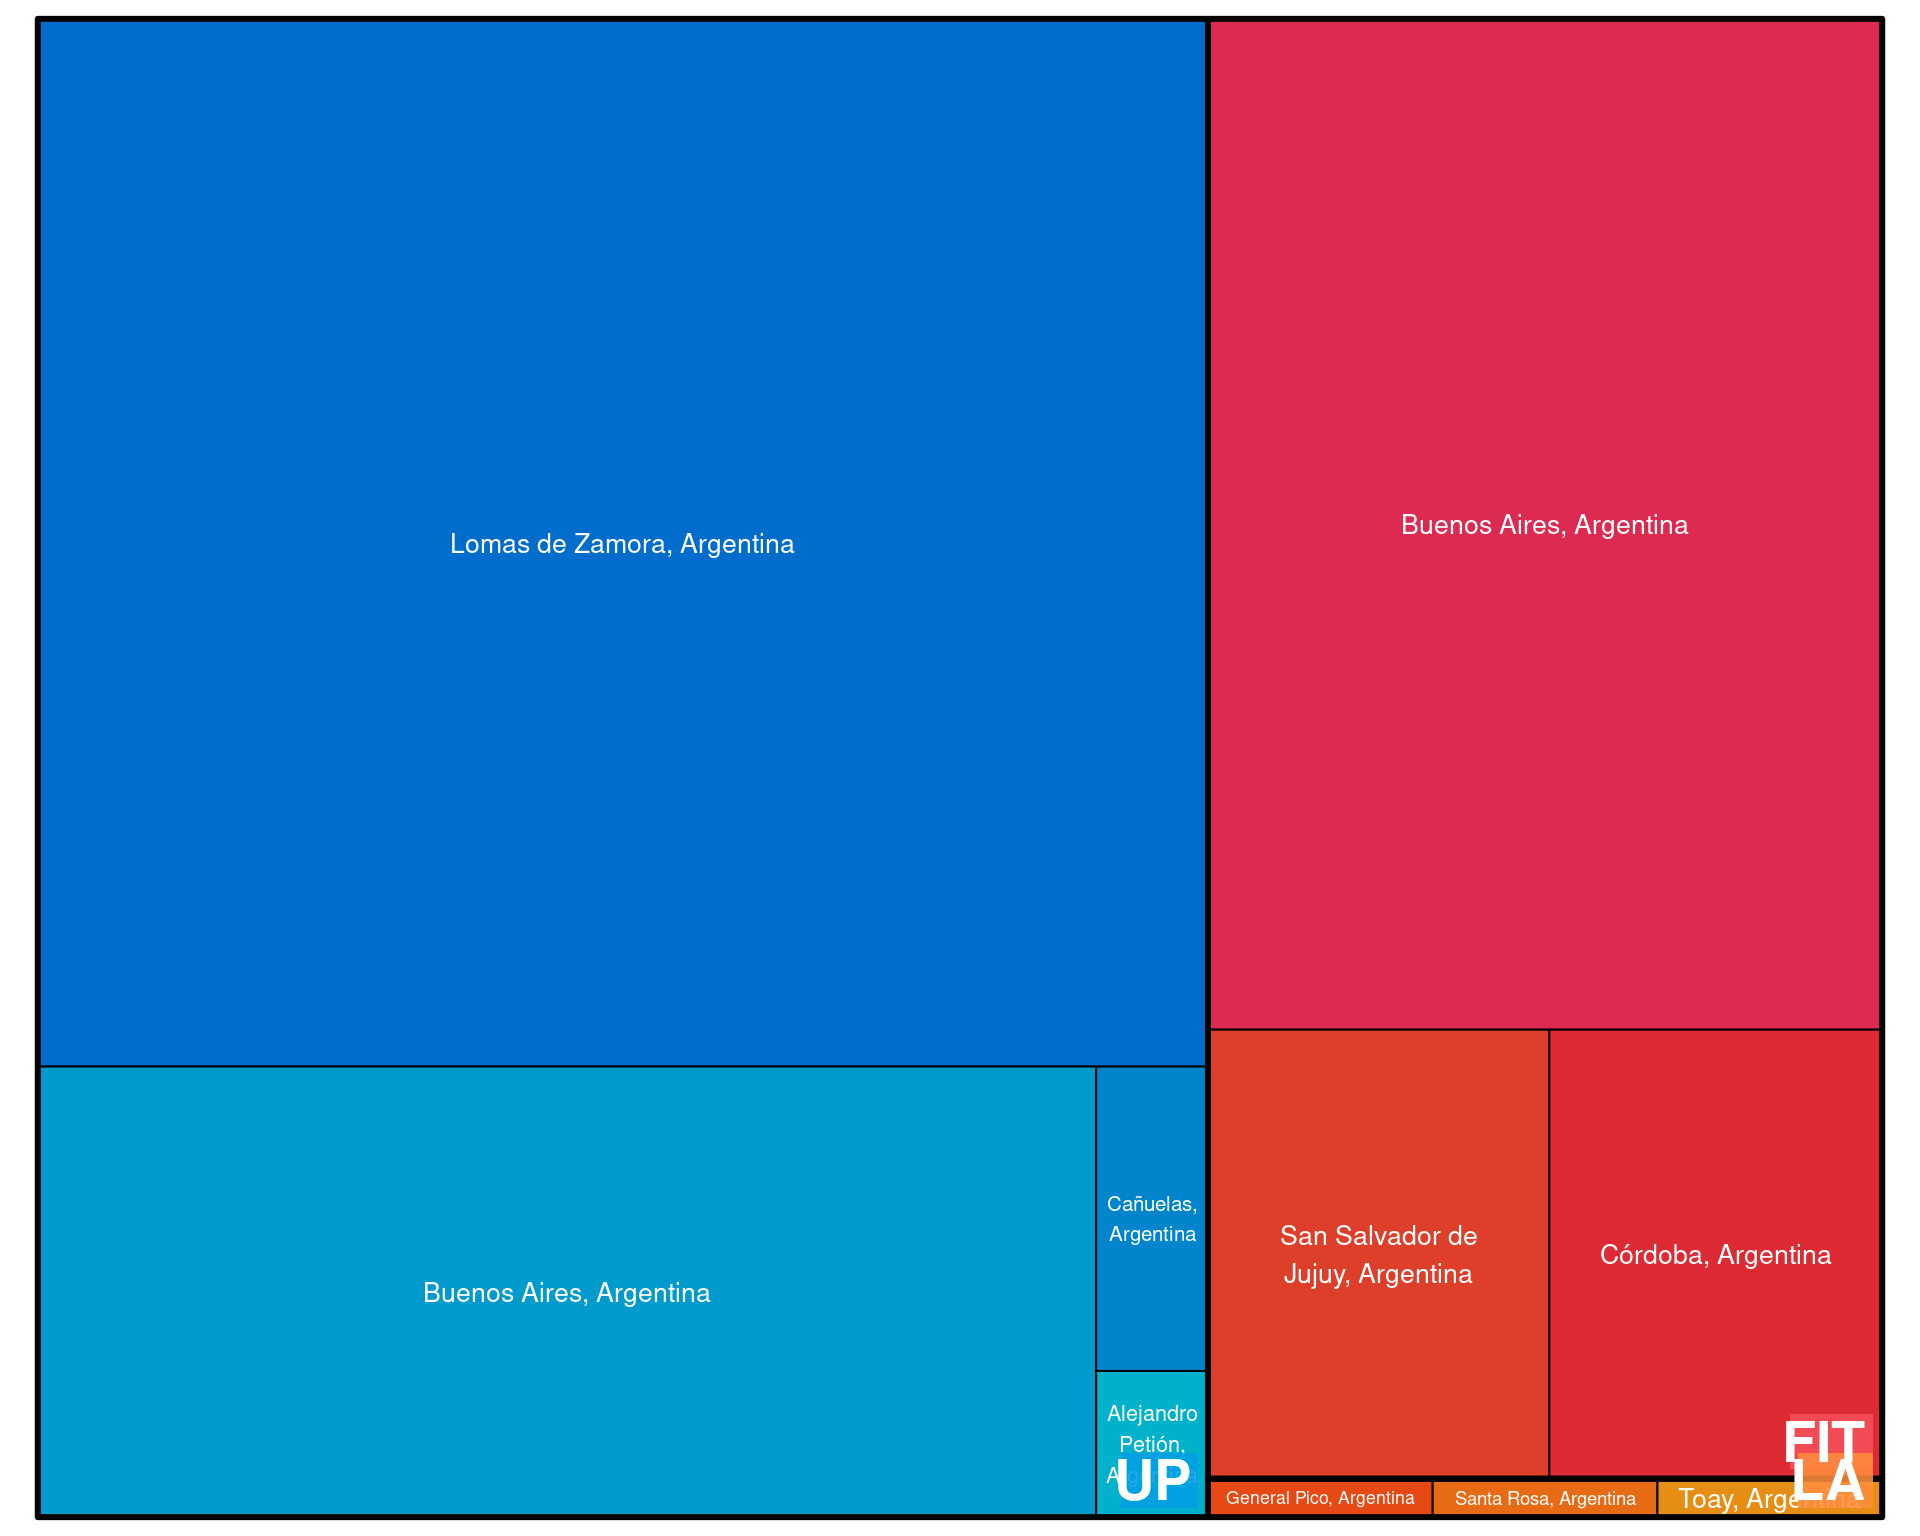 Lomas de Zamora, Argentina
Buenos Aires, Argentina
Cañuelas,
Argentina
Alejandro
Petión,
UP
Buenos Aires, Argentina
San Salvador de
Jujuy, Argentina
Córdoba, Argentina
FIT
General Pico, Argentina
Santa Rosa, Argentina
Toay, Argentina
LA